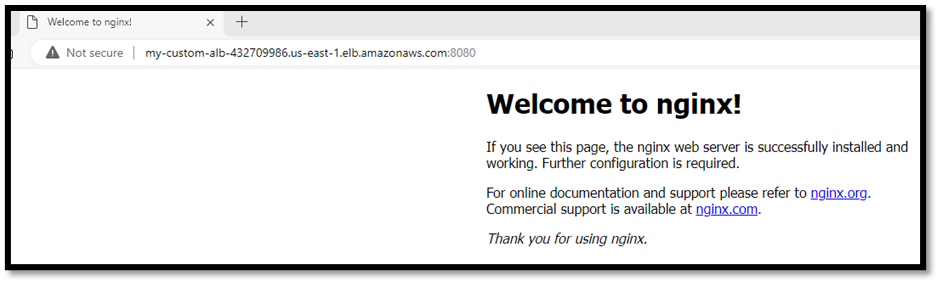 Welcome to nginx!
Not secure
my-custom-alb-432709986.us-east-1.elb.amazonaws.com:8080
Welcome to nginx!
If you see this page, the nginx web server is successfully installed and
working. Further configuration is required.
For online documentation and support please refer to nginx.org.
Commercial support is available at nginx.com.
Thank you for using nginx.